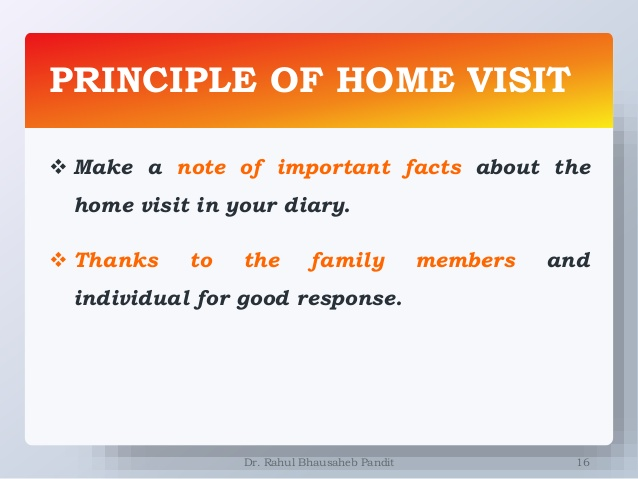 PRINCIPLE OF HOME VISIT
❖ Make a note of important facts about the
home visit in your diary.
❖ Thanks to the family members and
individual for good response.
Dr. Rahul Bhausaheb Pandit 16